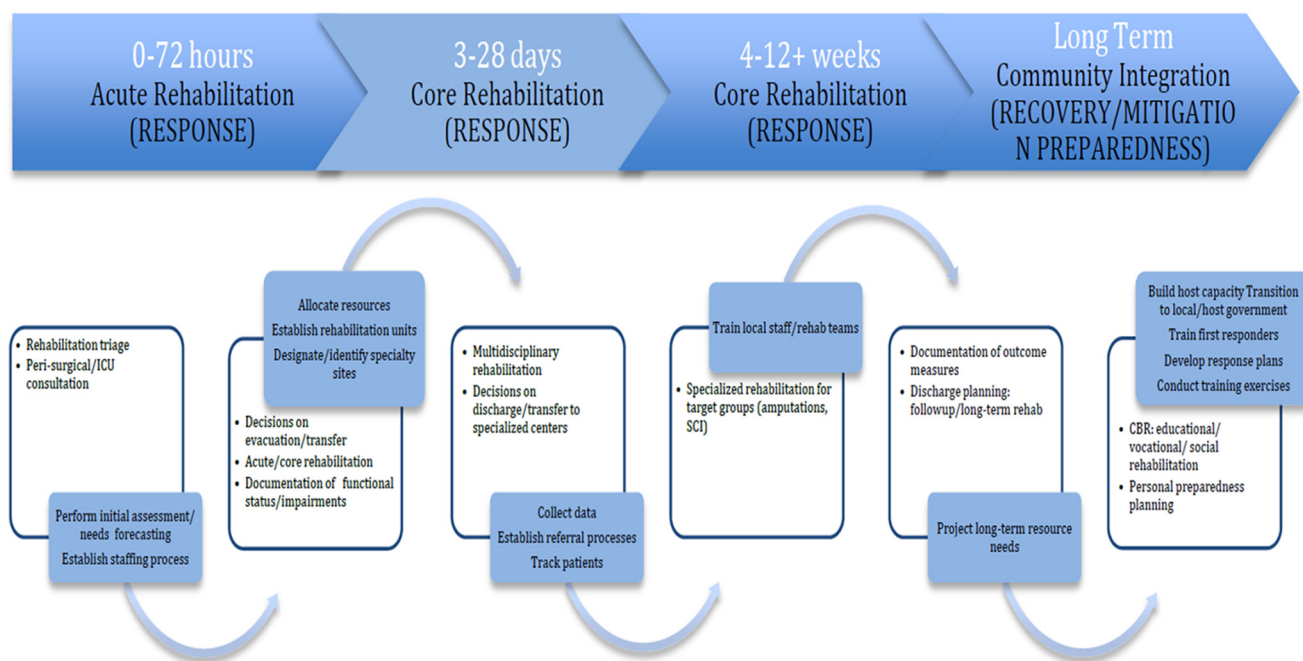 0-72 hours
Acute Rehabilitation
(RESPONSE)
3-28 days
Core Rehabilitation
(RESPONSE)
4-12+ weeks
Core Rehabilitation
(RESPONSE)
Long Term
Community Integration
(RECOVERY/MITIGATIO
N PREPAREDNESS)
• Rehabilitation triage
• Peri-surgical/ICU
consultation
Perform initial assessment/
needs forecasting
Establish staffing process
Allocate resources
Establish rehabilitation units
Designate/identify specialty
sites
• Decisions on
evacuation/transfer
• Acute/core rehabilitation
• Documentation of functional
status/impairments
• Multidisciplinary
rehabilitation
• Decisions on
discharge/transfer to
specialized centers
Collect data
Establish referral processes
Track patients
Train local staff/rehab teams
• Specialized rehabilitation for
target groups (amputations,
SCI)
• Documentation of outcome
measures
• Discharge planning:
followup/long-term rehab
Project long-term resource
needs
Build host capacity Transition
to local/host government
Train first responders
Develop response plans
Conduct training exercises
• CBR: educational/
vocational/ social
rehabilitation
• Personal preparedness
planning